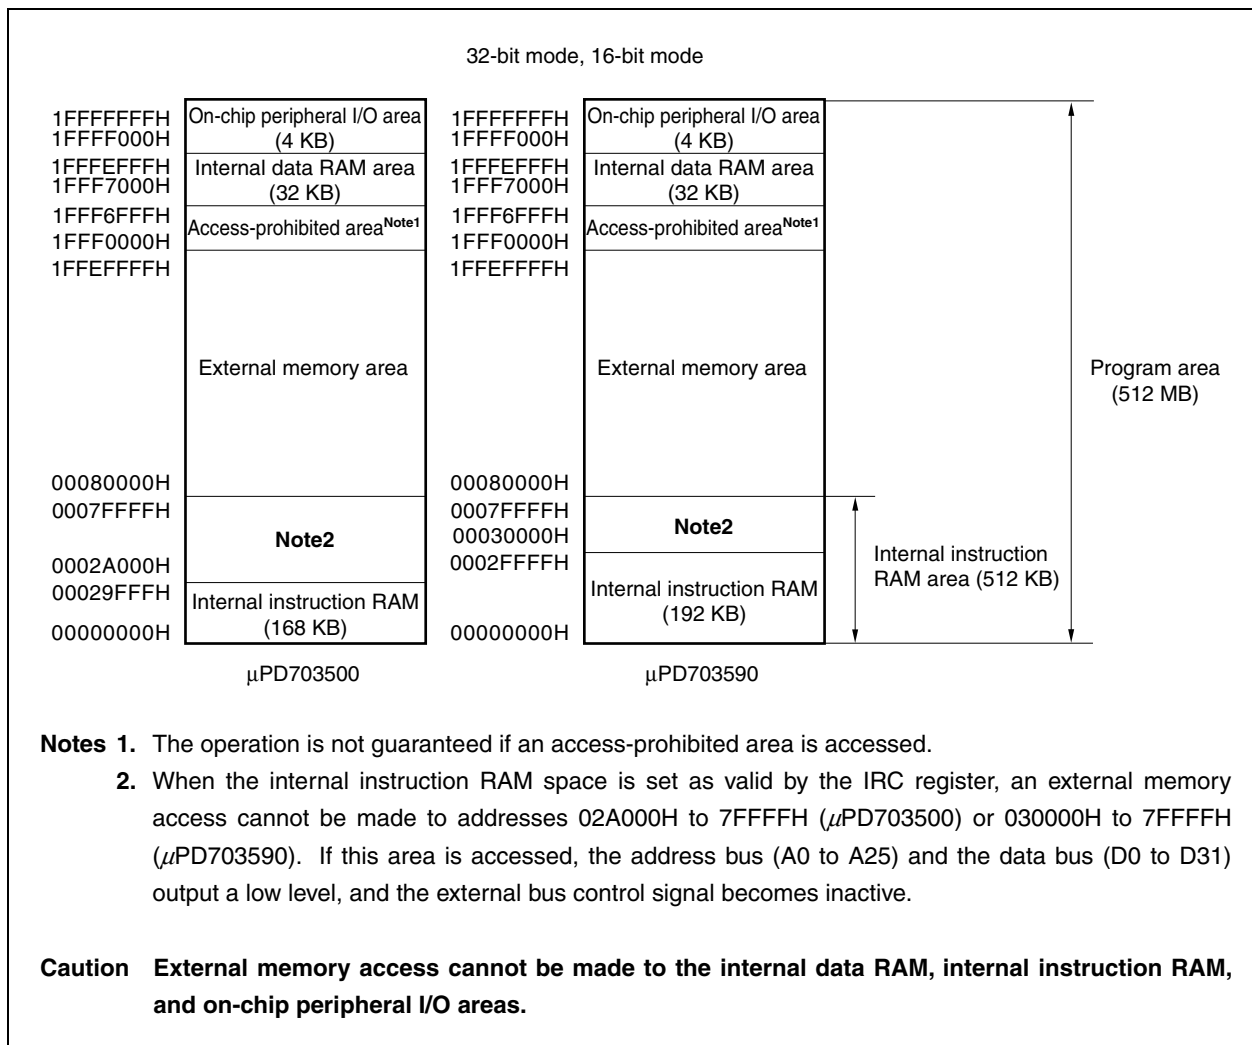 32-bit mode, 16-bit mode
1FFFFFFFH
1FFFF000H
1FFFEFFFH
1FFF7000H
1FFF6FFFH
1FFF0000H
1FFEFFFFH
00080000H
0007FFFFH
0002A000H
00029FFFH
00000000H
On-chip peripheral I/O area
(4 KB)
Internal data RAM area
(32 KB)
Access-prohibited area Note1
External memory area
Note2
Internal instruction RAM
(168 KB)
µPD703500
1FFFFFFFH
1FFFF000H
1FFFEFFFH
1FFF7000H
1FFF6FFFH
1FFF0000H
1FFEFFFFH
00080000H
0007FFFFH
00030000H
0002FFFFH
00000000H
On-chip peripheral I/O area
(4 KB)
Internal data RAM area
(32 KB)
Access-prohibited area Note1
External memory area
Note2
Internal instruction RAM
(192 KB)
µPD703590
Internal instruction
RAM area (512 KB)
Program area
(512 MB)
Notes 1. The operation is not guaranteed if an access-prohibited area is accessed.
2. When the internal instruction RAM space is set as valid by the IRC register, an external memory
access cannot be made to addresses 02A000H to 7FFFFH (µPD703500) or 030000H to 7FFFFH
(µPD703590). If this area is accessed, the address bus (A0 to A25) and the data bus (D0 to D31)
output a low level, and the external bus control signal becomes inactive.
Caution External memory access cannot be made to the internal data RAM, internal instruction RAM,
and on-chip peripheral I/O areas.